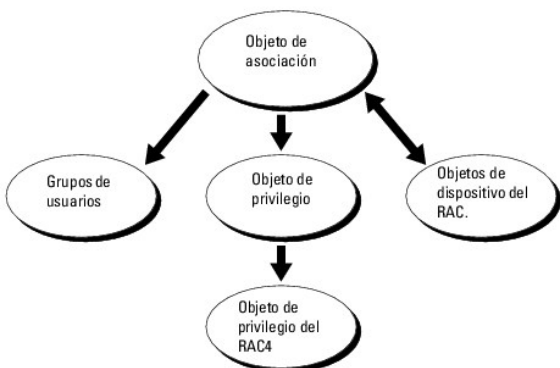 Objeto de
asociación
Grupos de
usuarios
Objeto de
privilegio
Objetos de
dispositivo del
RAC.
Objeto de
privilegio del
RAC4